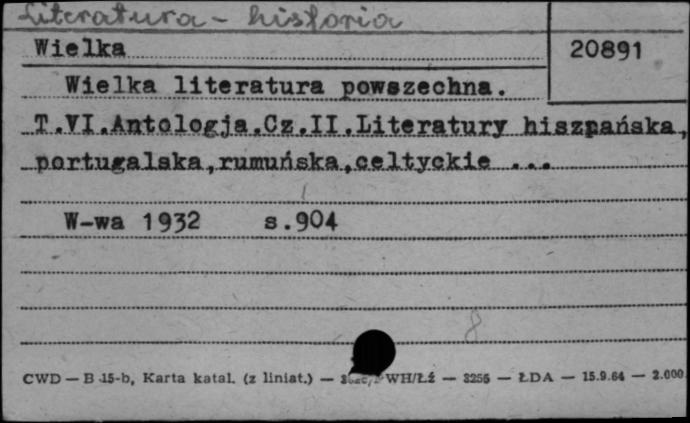 Literatura - historia
Wielka
20891
Wielka literatura powszechna.
T.VI.Antologja.Cz.II.Literatury hiszpańska,
portugalska,rumuńska,celtyckie ...
W-wa 1932 s.904
8
CWD — B 15-b, Karta katal. (z liniat.) — WH/Łź — 3256 — ŁDA — 15.9.64 — 2.000